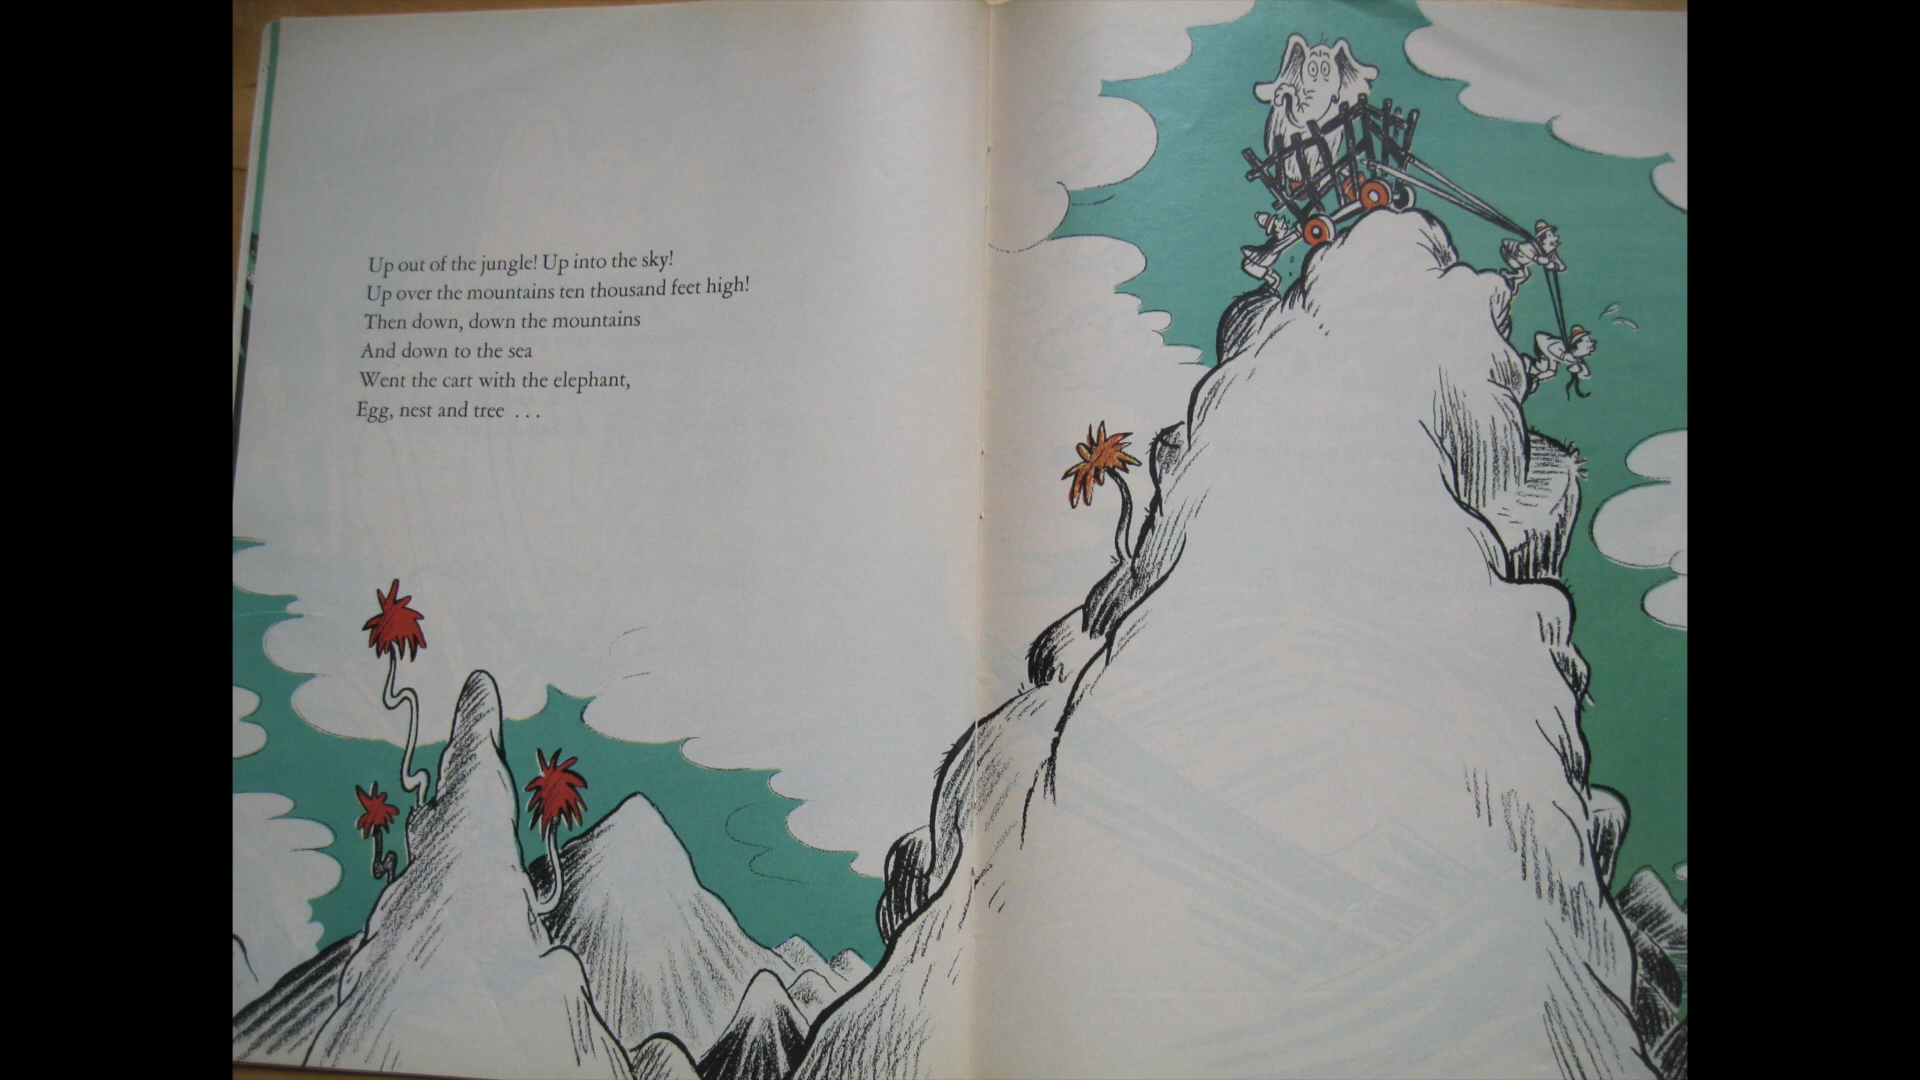 Up out of the jungle! Up into the sky!
Up over the mountains ten thousand feet high!
Then down, down the mountains
And down to the sea
Went the cart with the elephant,
Egg, nest and tree . . .